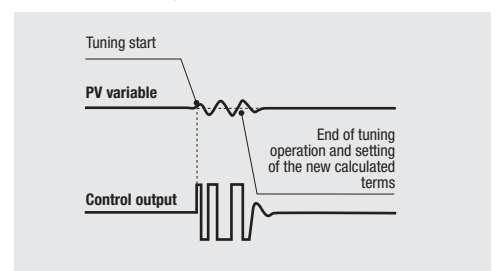 Tuning start
PV variable
End of tuning
operation and setting
of the new calculated
terms
Control output